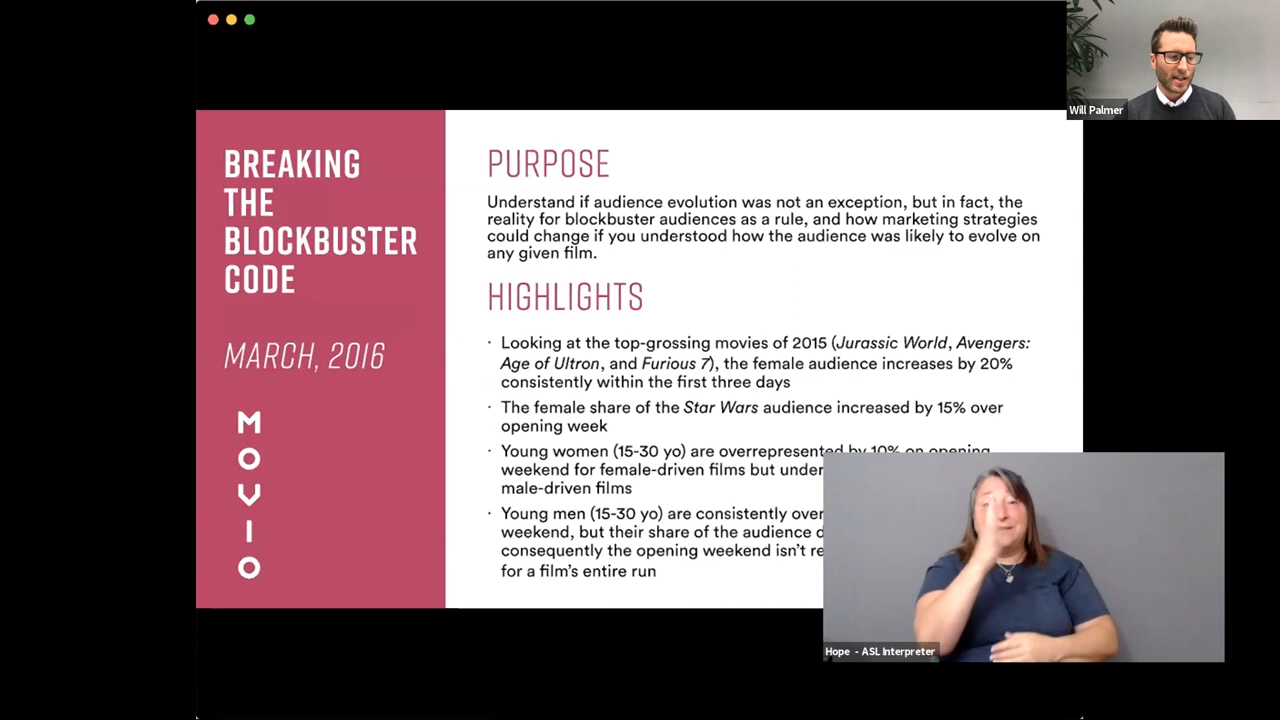 BREAKING
THE
BLOCKBUSTER
CODE
MARCH, 2016
MOVIO
PURPOSE
Understand if audience evolution was not an exception, but in fact, the
reality for blockbuster audiences as a rule, and how marketing strategies
could change if you understood how the audience was likely to evolve on
any given film.
HIGHLIGHTS
· Looking at the top-grossing movies of 2015 (Jurassic World, Avengers:
Age of Ultron, and Furious 7), the female audience increases by 20%
consistently within the first three days
· The female share of the Star Wars audience increased by 15% over
opening week
· Young women (15-30 yo) are overrepresented by 10% on opening
weekend for female-driven films but under
male-driven films
· Young men (15-30 yo) are consistently over
weekend, but their share of the audience
consequently the opening weekend isn't
for a film's entire run
Will Palmer
Hope - ASL Interpreter